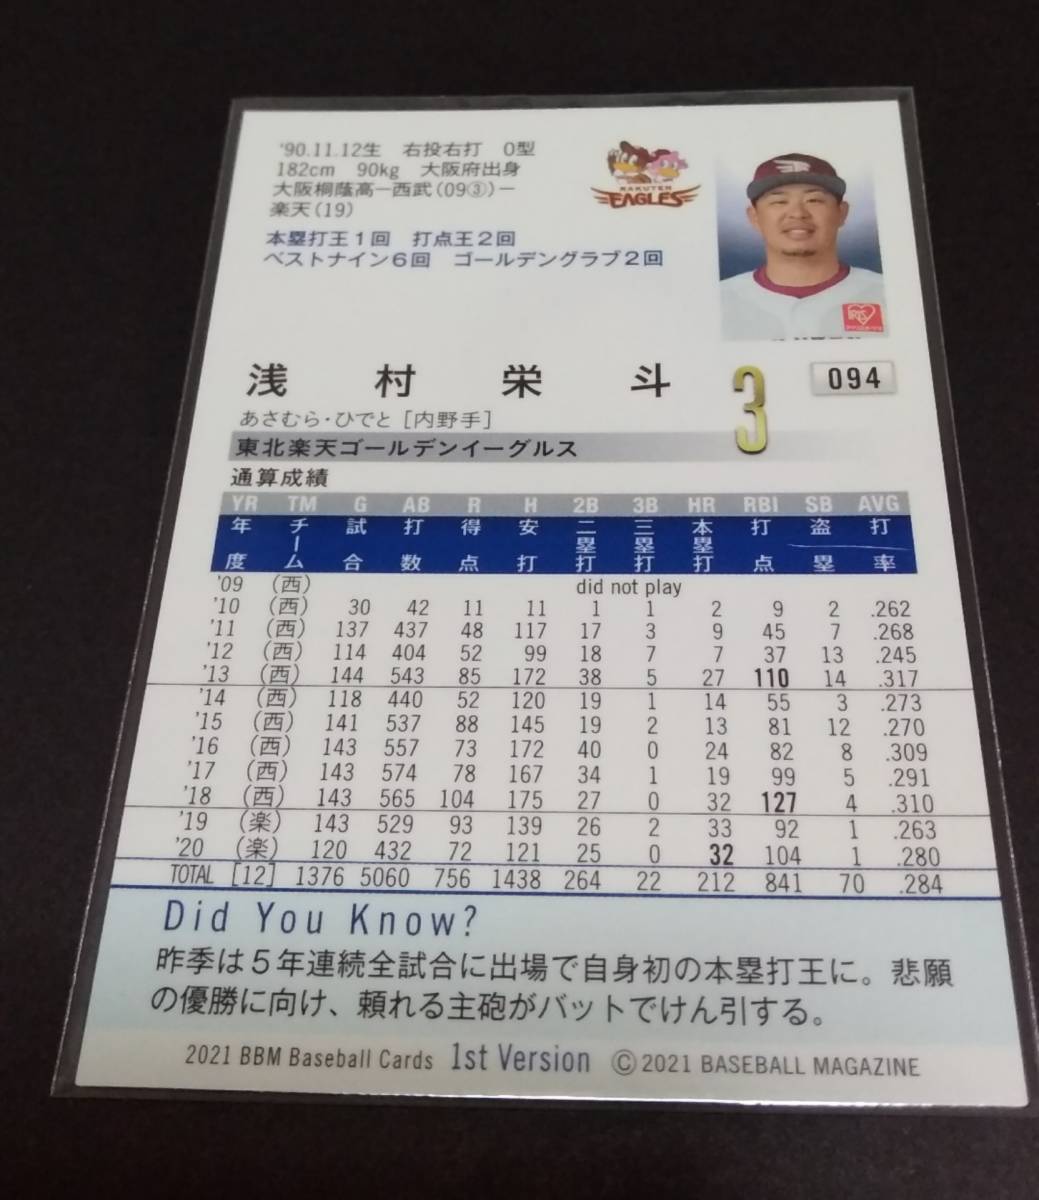 '90.11.12生 右投右打 O型
182cm 90kg 大阪府出身
大阪桐蔭高ー西武(09③)ー
楽天(19)
本塁打王1回 打点王2回
ベストナイン6回 ゴールデングラブ2回
RAKUTEN
EAGLES
IRIS
浅村栄斗
3
094
あさむら・ひでと [内野手]
東北楽天ゴールデンイーグルス
通算成績
YR TM G AB R H 2B 3B HR RBI SB AVG
年度 チーム 試合 打数 得点 安打 二塁打 三塁打 本塁打 打点 盗塁 打率
'09 (西) did not play
'10 (西) 30 42 11 11 1 1 2 9 2 .262
'11 (西) 137 437 48 117 17 3 9 45 7 .268
'12 (西) 114 404 52 99 18 7 7 37 13 .245
'13 (西) 144 543 85 172 38 5 27 110 14 .317
'14 (西) 118 440 52 120 19 1 14 55 3 .273
'15 (西) 141 537 88 145 19 2 13 81 12 .270
'16 (西) 143 557 73 172 40 0 24 82 8 .309
'17 (西) 143 574 78 167 34 1 19 99 5 .291
'18 (西) 143 565 104 175 27 0 32 127 4 .310
'19 (楽) 143 529 93 139 26 2 33 92 1 .263
'20 (楽) 120 432 72 121 25 0 32 104 1 .280
TOTAL [12] 1376 5060 756 1438 264 22 212 841 70 .284
Did You Know?
昨季は5年連続全試合に出場で自身初の本塁打王に。悲願
の優勝に向け、頼れる主砲がバットでけん引する。
2021 BBM Baseball Cards 1st Version ©2021 BASEBALL MAGAZINE